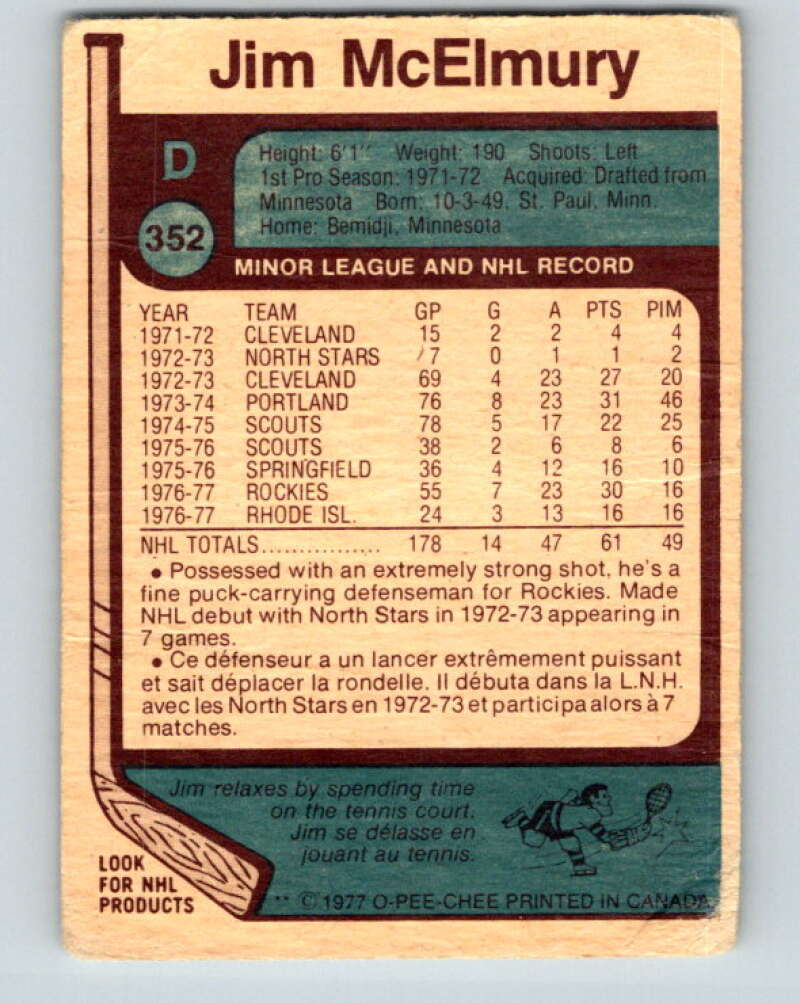 Jim McElmury
D
352
Height: 6'1" Weight: 190 Shoots: Left
1st Pro Season: 1971-72 Acquired: Drafted from
Minnesota Born: 10-3-49, St. Paul, Minn.
Home: Bemidji, Minnesota
MINOR LEAGUE AND NHL RECORD
YEAR TEAM GP G A PTS PIM
1971-72 CLEVELAND 15 2 2 4 4
1972-73 NORTH STARS 7 0 1 1 2
1972-73 CLEVELAND 69 4 23 27 20
1973-74 PORTLAND 76 8 23 31 46
1974-75 SCOUTS 78 5 17 22 25
1975-76 SCOUTS 38 2 6 8 6
1975-76 SPRINGFIELD 36 4 12 16 10
1976-77 ROCKIES 55 7 23 30 16
1976-77 RHODE ISL. 24 3 13 16 16
NHL TOTALS................ 178 14 47 61 49
• Possessed with an extremely strong shot, he's a
fine puck-carrying defenseman for Rockies. Made
NHL debut with North Stars in 1972-73 appearing in
7 games.
• Ce défenseur a un lancer extrêmement puissant
et sait déplacer la rondelle. Il débuta dans la L.N.H.
avec les North Stars en 1972-73 et participa alors à 7
matches.
Jim relaxes by spending time
on the tennis court.
Jim se délasse en
jouant au tennis.
LOOK
FOR NHL
PRODUCTS
** © 1977 O-PEE-CHEE PRINTED IN CANADA